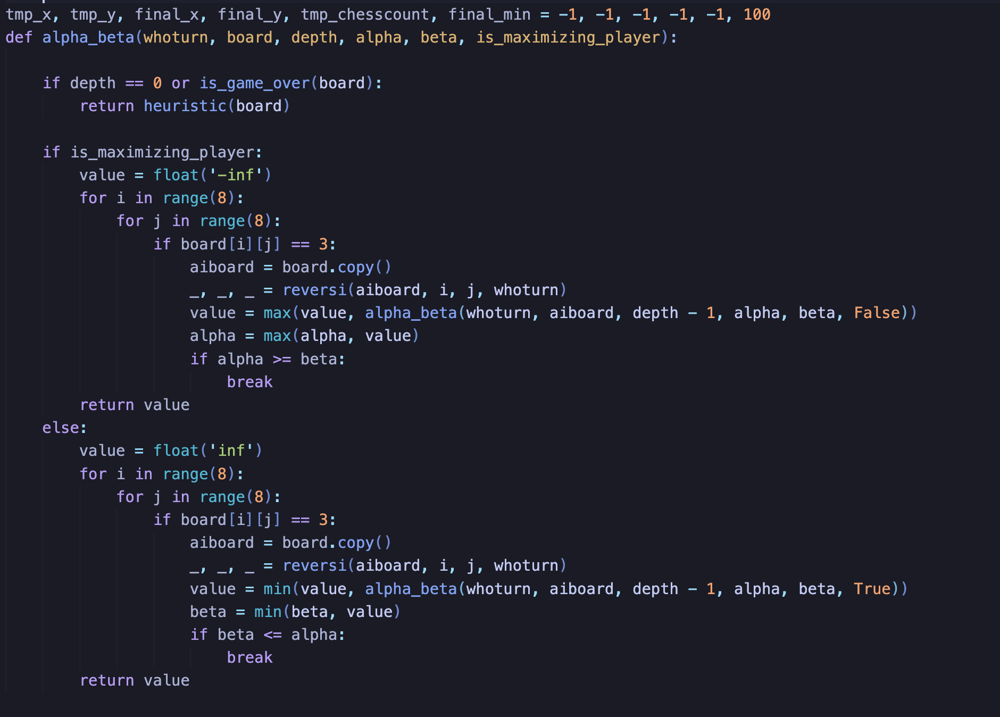 tmp_x, tmp_y, final_x, final_y, tmp_chesscount, final_min = -1, -1, -1, -1, -1, 100
def alpha_beta(whoturn, board, depth, alpha, beta, is_maximizing_player):

    if depth == 0 or is_game_over(board):
        return heuristic(board)

    if is_maximizing_player:
        value = float('-inf')
        for i in range(8):
            for j in range(8):
                if board[i][j] == 3:
                    aiboard = board.copy()
                    _, _, _ = reversi(aiboard, i, j, whoturn)
                    value = max(value, alpha_beta(whoturn, aiboard, depth - 1, alpha, beta, False))
                    alpha = max(alpha, value)
                    if alpha >= beta:
                        break
        return value
    else:
        value = float('inf')
        for i in range(8):
            for j in range(8):
                if board[i][j] == 3:
                    aiboard = board.copy()
                    _, _, _ = reversi(aiboard, i, j, whoturn)
                    value = min(value, alpha_beta(whoturn, aiboard, depth - 1, alpha, beta, True))
                    beta = min(beta, value)
                    if beta <= alpha:
                        break
        return value